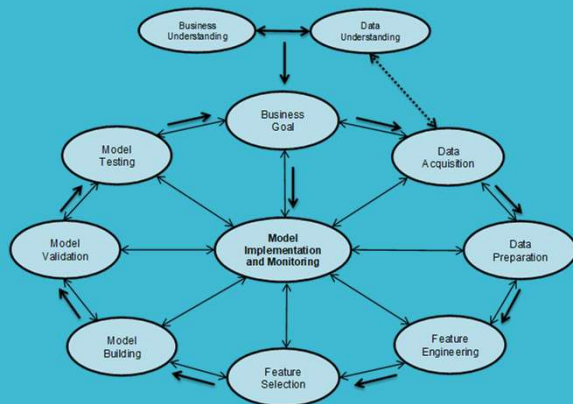 Business
Understanding
Data
Understanding
Business
Goal
Model
Testing
Data
Acquisition
Model
Validation
Model
Implementation
and Monitoring
Data
Preparation
Model
Building
Feature
Engineering
Feature
Selection